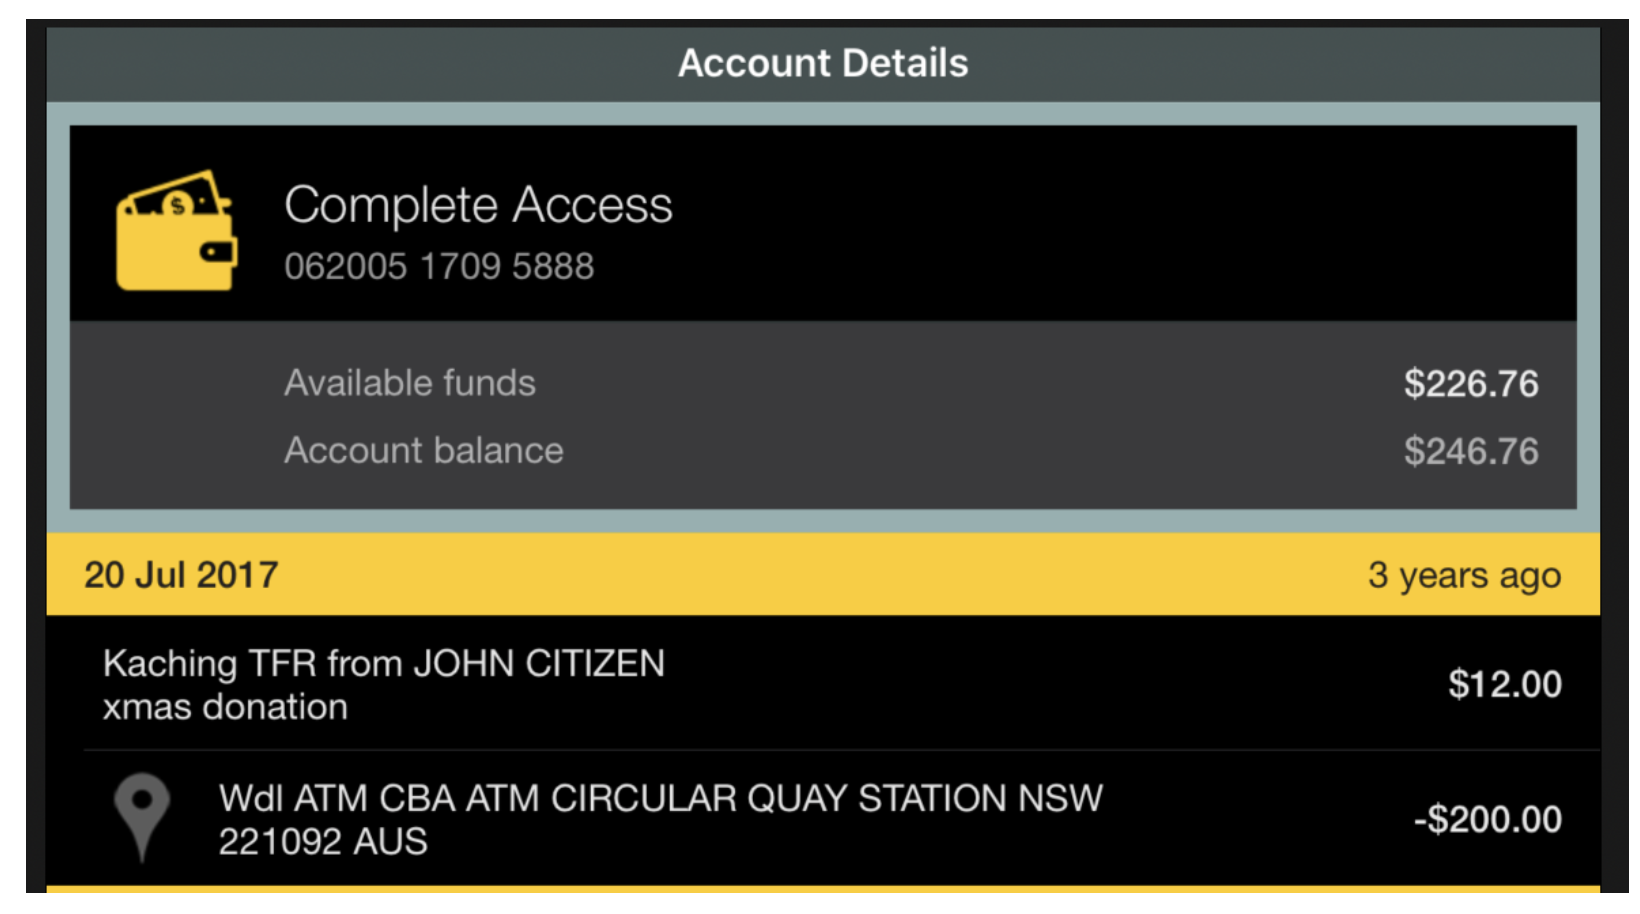 Account Details
Complete Access
062005 1709 5888
Available funds $226.76
Account balance $246.76
20 Jul 2017 3 years ago
Kaching TFR from JOHN CITIZEN
xmas donation
$12.00
Wdl ATM CBA ATM CIRCULAR QUAY STATION NSW
221092 AUS
-$200.00